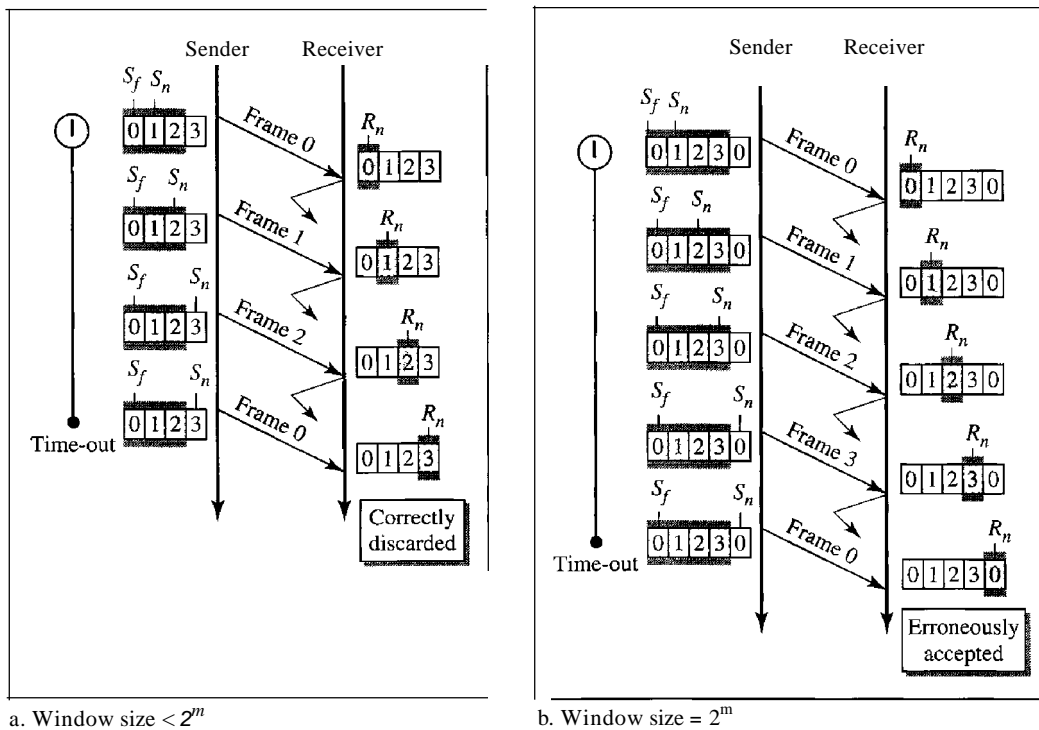 Sender Receiver
S_f S_n
0 1 2 3
Frame 0
R_n
0 1 2 3
S_f S_n
0 1 2 3
Frame 1
R_n
0 1 2 3
S_f S_n
0 1 2 3
Frame 2
R_n
0 1 2 3
S_f S_n
0 1 2 3
Time-out
Frame 0
R_n
0 1 2 3
Correctly
discarded
a. Window size < 2^m
Sender Receiver
S_f S_n
0 1 2 3 0
Frame 0
R_n
0 1 2 3 0
S_f S_n
0 1 2 3 0
Frame 1
R_n
0 1 2 3 0
S_f S_n
0 1 2 3 0
Frame 2
R_n
0 1 2 3 0
S_f S_n
0 1 2 3 0
Frame 3
R_n
0 1 2 3 0
S_f S_n
0 1 2 3 0
Time-out
Frame 0
R_n
0 1 2 3 0
Erroneously
accepted
b. Window size = 2^m